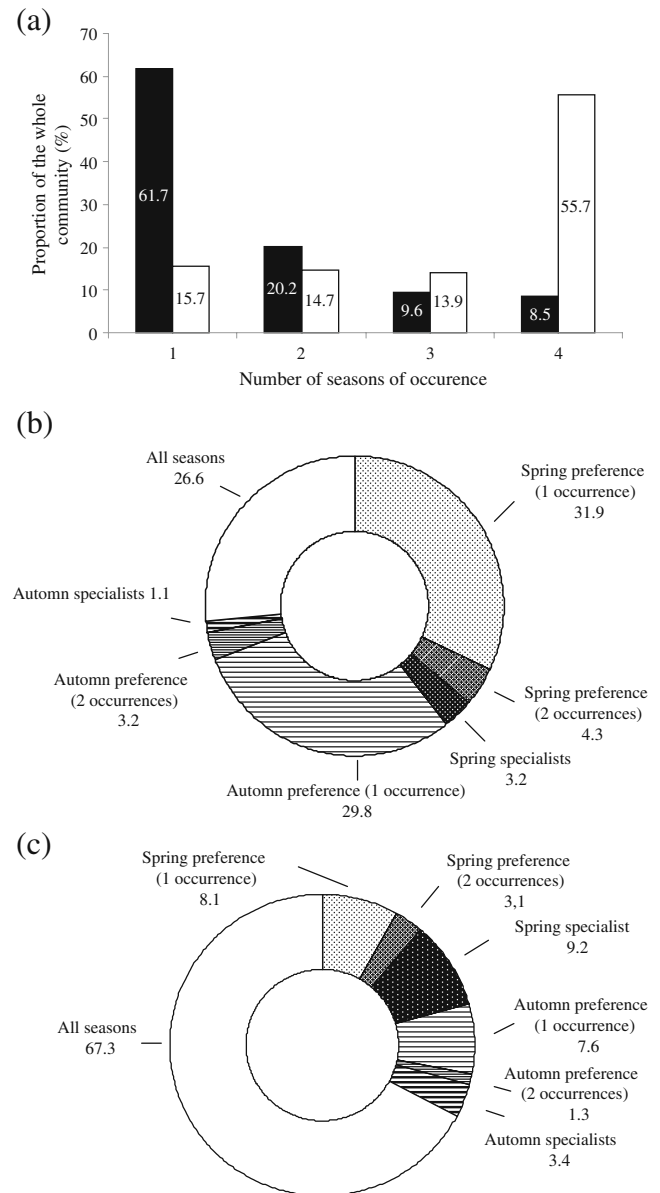 (a)
Proportion of the whole
community (%)
70
60
50
40
30
20
10
0
61.7
15.7
20.2
14.7
9.6
13.9
8.5
55.7
1
2
3
4
Number of seasons of occurence
(b)
All seasons
26.6
Spring preference
(1 occurrence)
31.9
Automn specialists 1.1
Automn preference
(2 occurrences)
3.2
Spring preference
(2 occurrences)
4.3
Spring specialists
3.2
Automn preference (1 occurrence)
29.8
(c)
Spring preference
(1 occurrence)
8.1
Spring preference
(2 occurrences)
3,1
Spring specialist
9.2
All seasons
67.3
Automn preference
(1 occurrence)
7.6
Automn preference
(2 occurrences)
1.3
Automn specialists
3.4